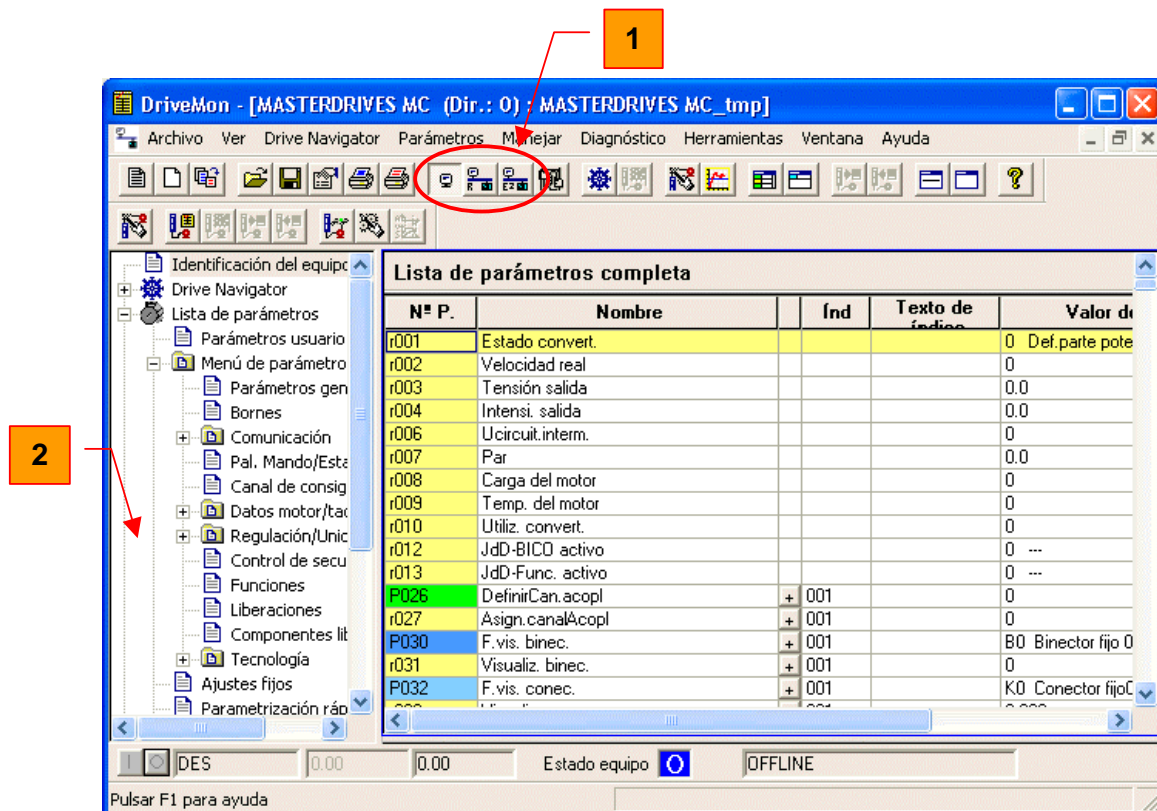 1
DriveMon - [MASTERDRIVES MC (Dir.: 0) : MASTERDRIVES MC_tmp]
Archivo Ver Drive Navigator Parámetros Manejar Diagnóstico Herramientas Ventana Ayuda
Identificación del equipo
Drive Navigator
Lista de parámetros
Parámetros usuario
Menú de parámetro
Parámetros gen
Bornes
Comunicación
Pal. Mando/Esta
Canal de consig
Datos motor/tac
Regulación/Unic
Control de secu
Funciones
Liberaciones
Componentes lib
Tecnología
Ajustes fijos
Parametrización ráp
2
Lista de parámetros completa
Nº P. Nombre Índ Texto de índice Valor de
r001 Estado convert. 0 Def.parte pote
r002 Velocidad real 0
r003 Tensión salida 0.0
r004 Intensi. salida 0.0
r006 Ucircuit.interm. 0
r007 Par 0.0
r008 Carga del motor 0
r009 Temp. del motor 0
r010 Utiliz. convert. 0
r012 JdD-BICO activo 0 ---
r013 JdD-Func. activo 0 ---
P026 DefinirCan.acopl + 001 0
r027 Asign.canalAcopl + 001 0
P030 F.vis. binec. + 001 B0 Binector fijo 0
r031 Visualiz. binec. + 001 0
P032 F.vis. conec. + 001 K0 Conector fijo
DES 0.00 0.00 Estado equipo O OFFLINE
Pulsar F1 para ayuda